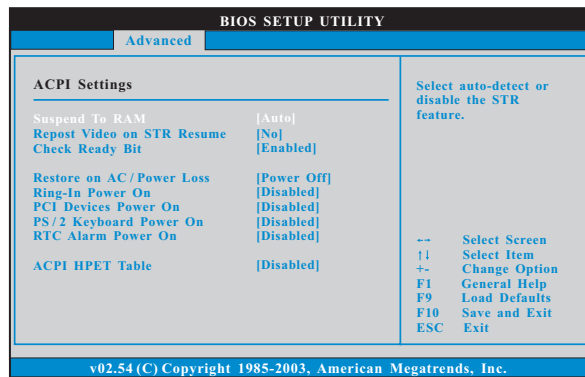 BIOS SETUP UTILITY
Advanced
ACPI Settings
Suspend To RAM [Auto]
Repost Video on STR Resume [No]
Check Ready Bit [Enabled]
Restore on AC / Power Loss [Power Off]
Ring-In Power On [Disabled]
PCI Devices Power On [Disabled]
PS / 2 Keyboard Power On [Disabled]
RTC Alarm Power On [Disabled]
ACPI HPET Table [Disabled]
Select auto-detect or
disable the STR
feature.
←→ Select Screen
↑↓ Select Item
+- Change Option
F1 General Help
F9 Load Defaults
F10 Save and Exit
ESC Exit
v02.54 (C) Copyright 1985-2003, American Megatrends, Inc.